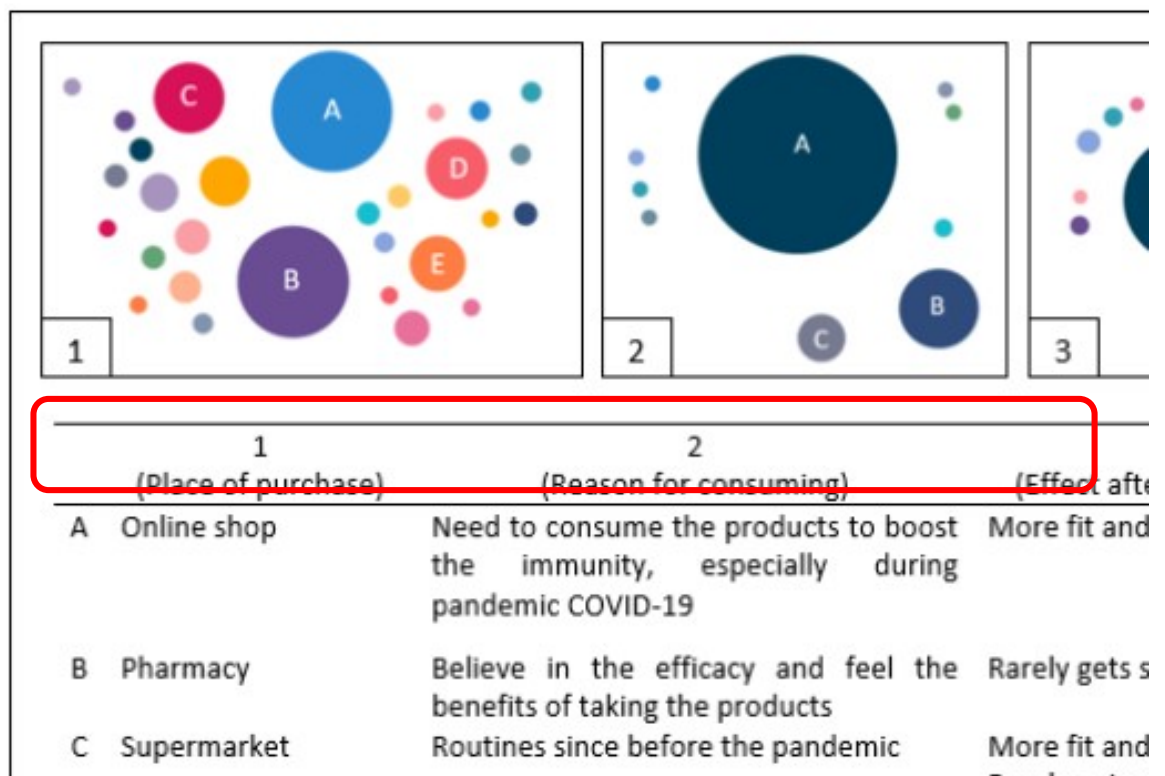 C
A
D
B
E
1
A
B
C
2
3
1
2
(Place of purchase)
(Reason for consuming)
(Effect afte
A Online shop Need to consume the products to boost More fit and
the immunity, especially during
pandemic COVID-19
B Pharmacy Believe in the efficacy and feel the Rarely gets s
benefits of taking the products
C Supermarket Routines since before the pandemic More fit and